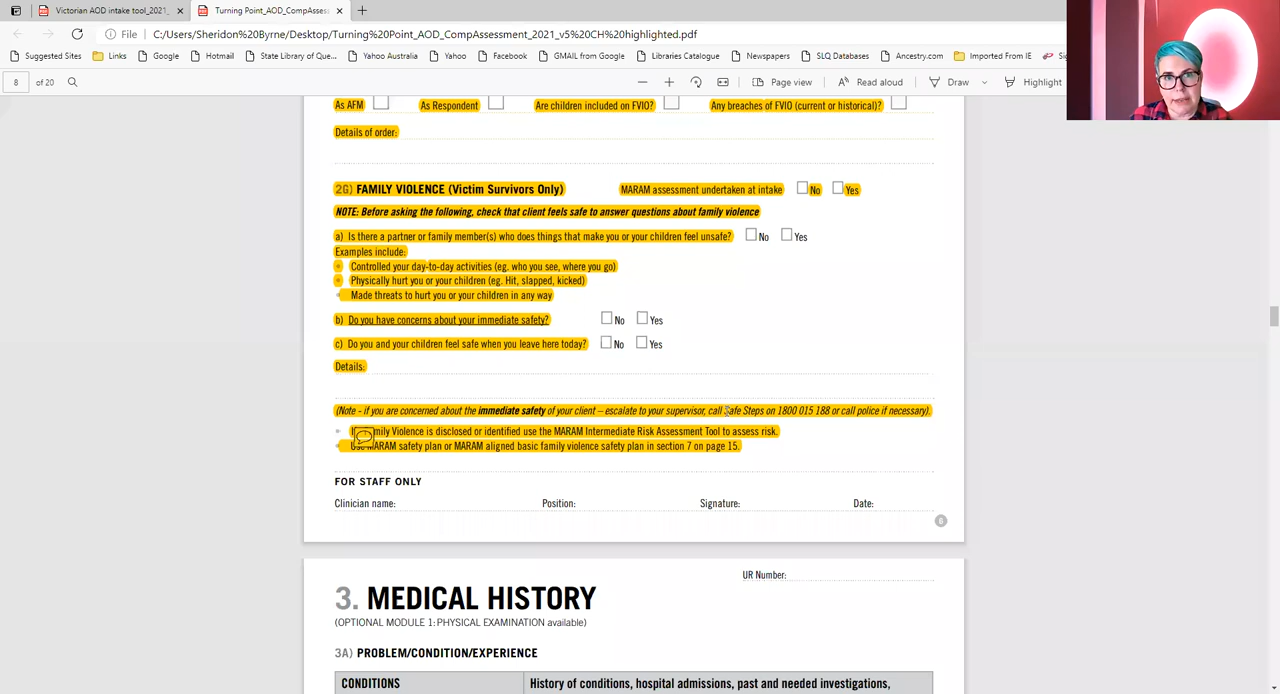 Victorian AOD intake tool_2021_
Turning Point_AOD_CompAssess
File C:/Users/Sheridon%20Byrne/Desktop/Turning%20Point_AOD_CompAssessment_2021_v5%20CH%20highlighted.pdf
Suggested Sites Links Google Hotmail State Library of Que... Yahoo Australia Yahoo Facebook GMAIL from Google Libraries Catalogue Newspapers SLQ Databases Ancestry.com Imported From IE
8 of 20 Page view Read aloud Draw Highlight
As AFM As Respondent Are children included on FVIO? Any breaches of FVIO (current or historical)?
Details of order:
2G) FAMILY VIOLENCE (Victim Survivors Only) MARAM assessment undertaken at intake No Yes
NOTE: Before asking the following, check that client feels safe to answer questions about family violence
a) Is there a partner or family member(s) who does things that make you or your children feel unsafe? No Yes
Examples include:
Controlled your day-to-day activities (eg. who you see, where you go)
Physically hurt you or your children (eg. Hit, slapped, kicked)
Made threats to hurt you or your children in any way
b) Do you have concerns about your immediate safety? No Yes
c) Do you and your children feel safe when you leave here today? No Yes
Details:
(Note - if you are concerned about the immediate safety of your client – escalate to your supervisor, call Safe Steps on 1800 015 188 or call police if necessary).
Violence is disclosed or identified use the MARAM Intermediate Risk Assessment Tool to assess risk.
MARAM safety plan or MARAM aligned basic family violence safety plan in section 7 on page 15.
FOR STAFF ONLY
Clinician name: Position: Signature: Date:
6
UR Number:
3. MEDICAL HISTORY
(OPTIONAL MODULE 1: PHYSICAL EXAMINATION available)
3A) PROBLEM/CONDITION/EXPERIENCE
CONDITIONS History of conditions, hospital admissions, past and needed investigations,